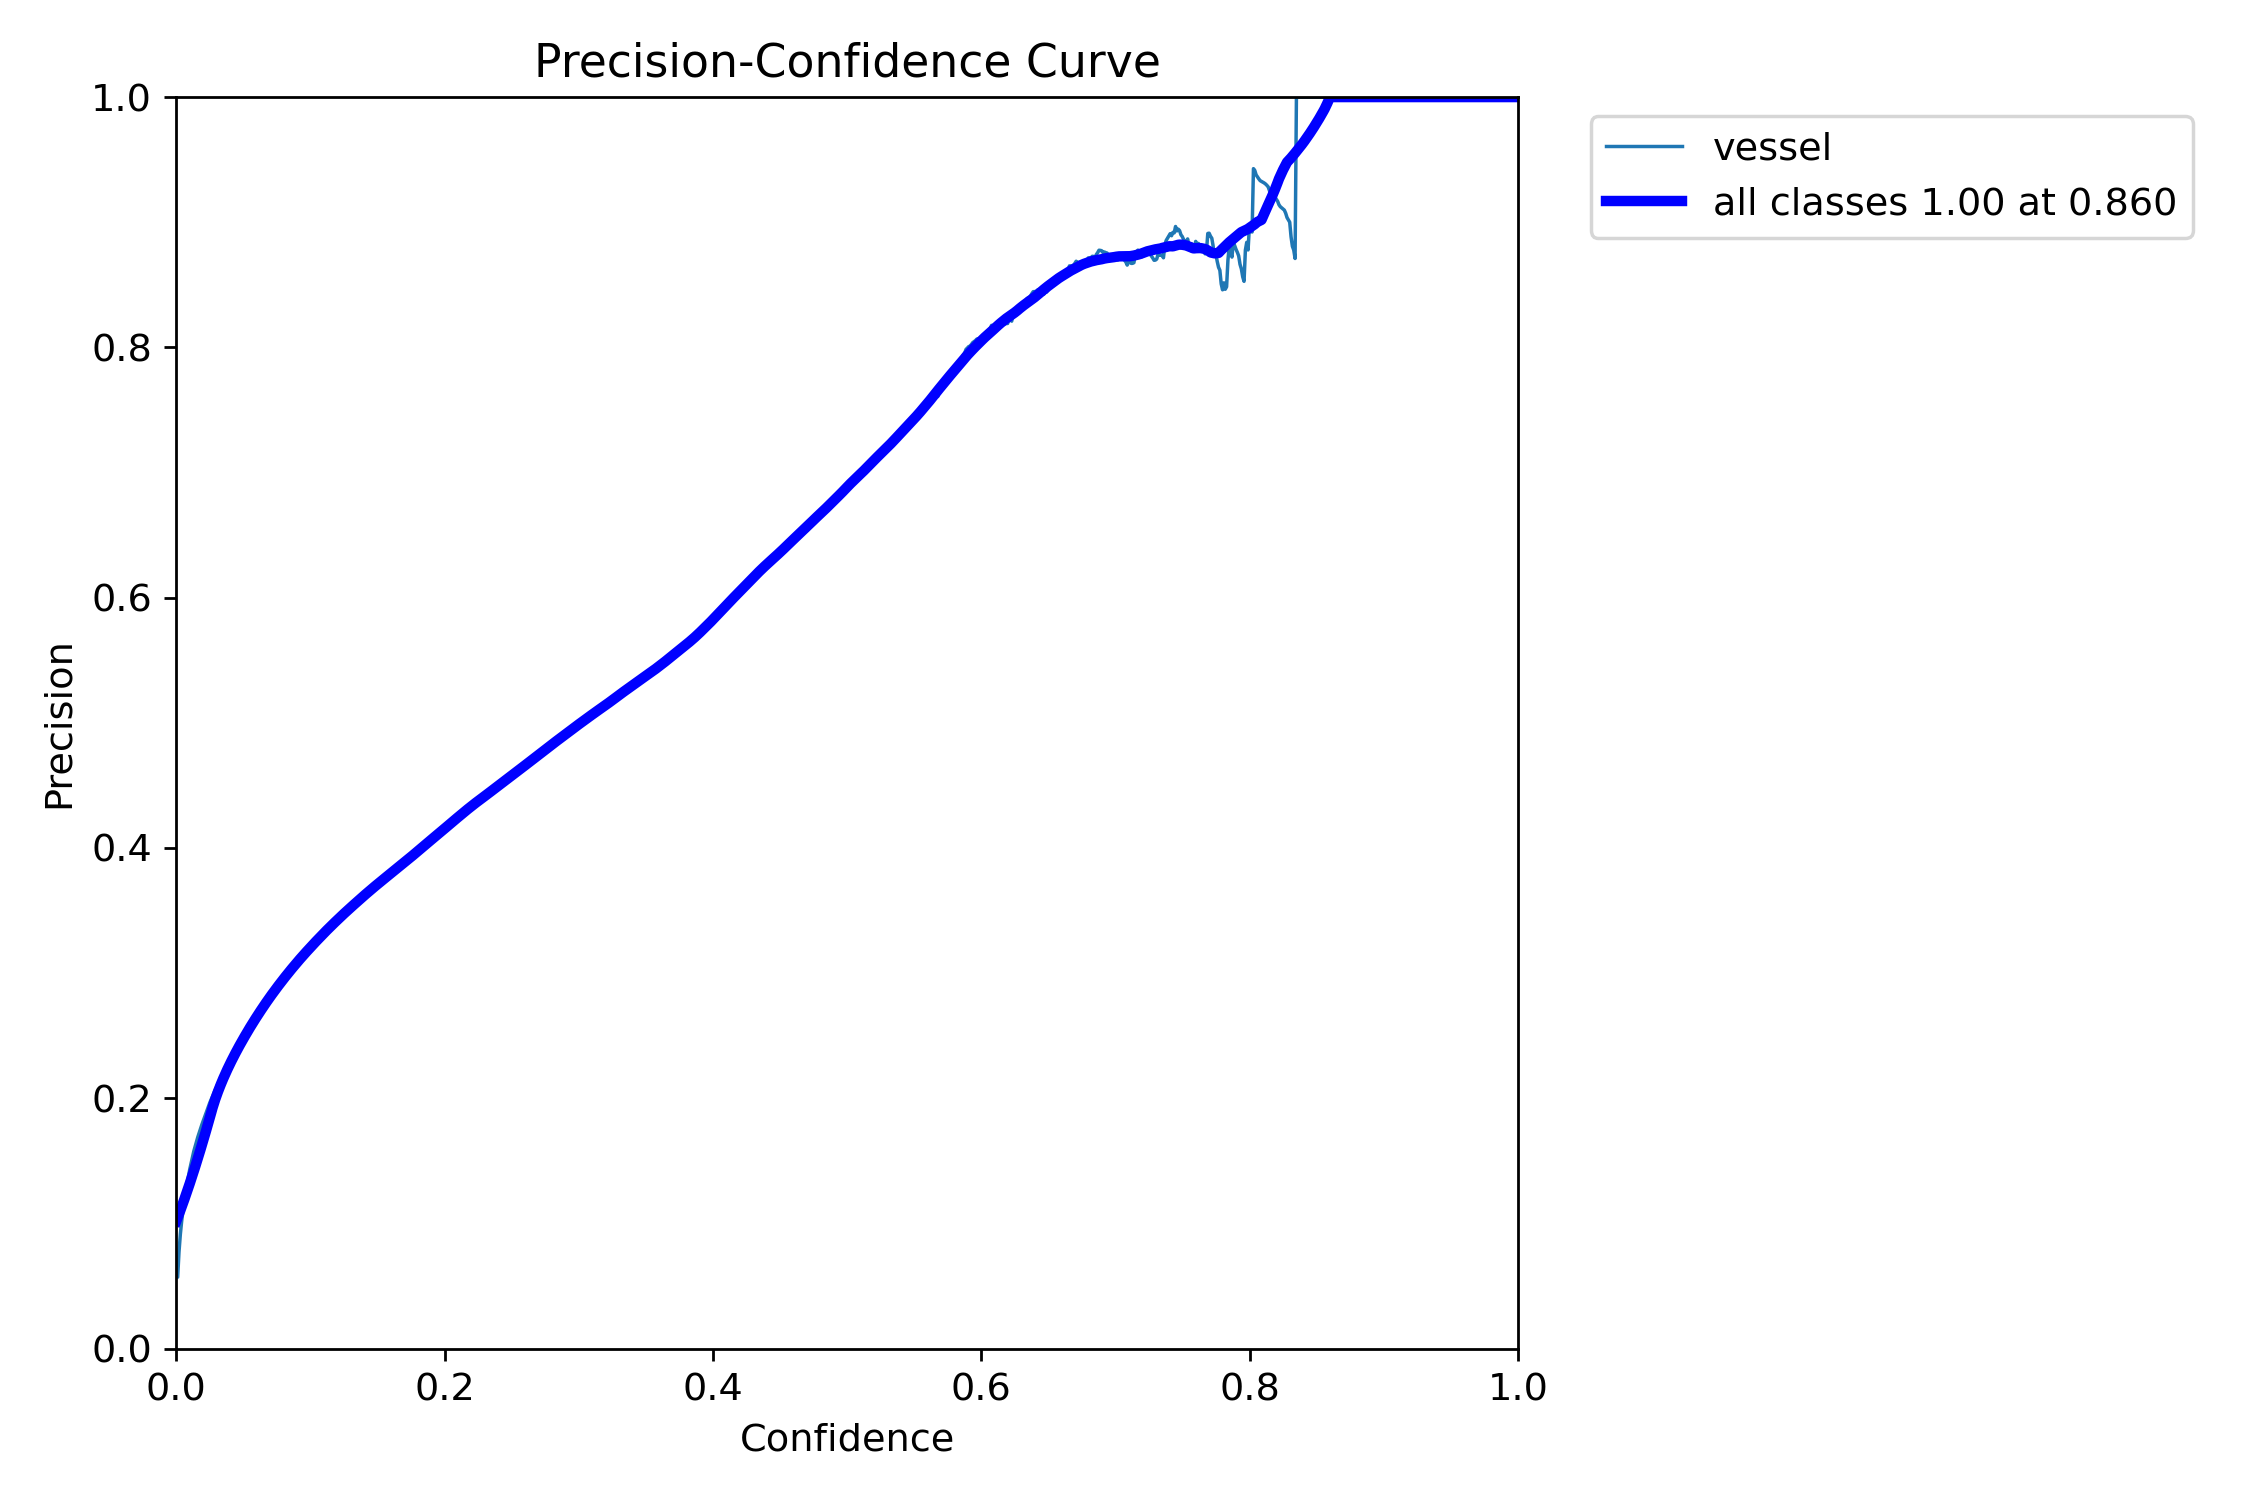 Precision-Confidence Curve
1.0
0.8
0.6
0.4
0.2
0.0
Precision
0.0 0.2 0.4 0.6 0.8 1.0
Confidence
vessel
all classes 1.00 at 0.860